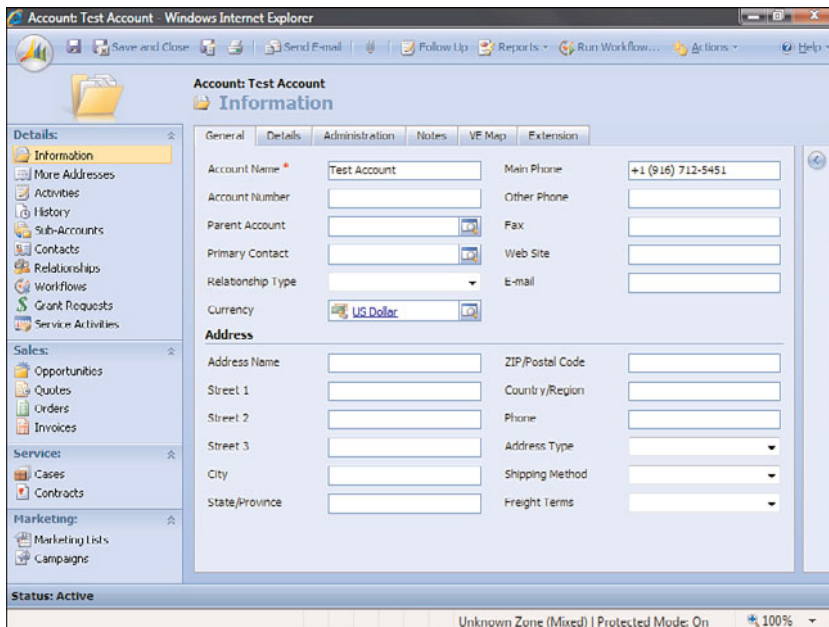 Account: Test Account - Windows Internet Explorer
Save and Close Send E-mail Follow Up Reports Run Workflow... Actions Help
Account: Test Account
Information
Details:
Information
More Addresses
Activities
History
Sub-Accounts
Contacts
Relationships
Workflows
Grant Requests
Service Activities
Sales:
Opportunities
Quotes
Orders
Invoices
Service:
Cases
Contracts
Marketing:
Marketing Lists
Campaigns
General Details Administration Notes VE Map Extension
Account Name * Test Account Main Phone +1 (916) 712-5451
Account Number Other Phone
Parent Account Fax
Primary Contact Web Site
Relationship Type E-mail
Currency US Dollar
Address
Address Name ZIP/Postal Code
Street 1 Country/Region
Street 2 Phone
Street 3 Address Type
City Shipping Method
State/Province Freight Terms
Status: Active
Unknown Zone (Mixed) | Protected Mode: On 100%